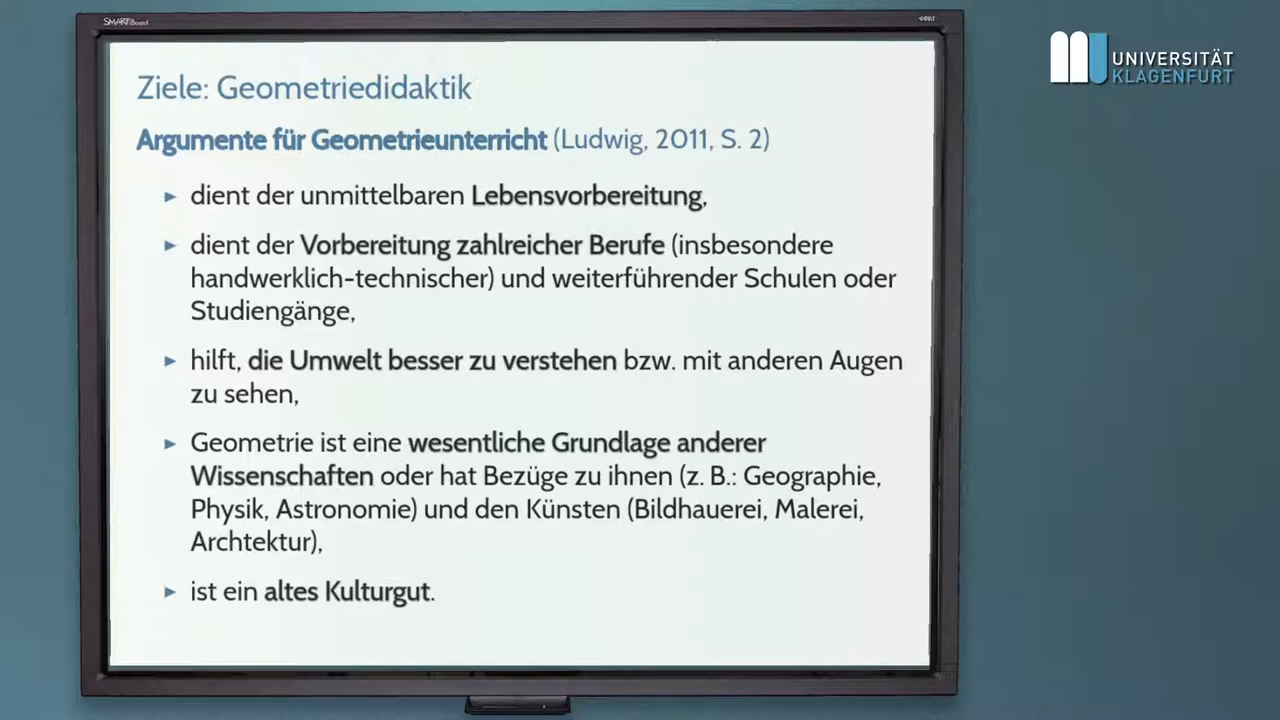 SMART Board
UNIVERSITÄT
KLAGENFURT
Ziele: Geometriedidaktik
Argumente für Geometrieunterricht (Ludwig, 2011, S. 2)
► dient der unmittelbaren Lebensvorbereitung,
► dient der Vorbereitung zahlreicher Berufe (insbesondere
handwerklich-technischer) und weiterführender Schulen oder
Studiengänge,
► hilft, die Umwelt besser zu verstehen bzw. mit anderen Augen
zu sehen,
► Geometrie ist eine wesentliche Grundlage anderer
Wissenschaften oder hat Bezüge zu ihnen (z. B.: Geographie,
Physik, Astronomie) und den Künsten (Bildhauerei, Malerei,
Archtektur),
► ist ein altes Kulturgut.